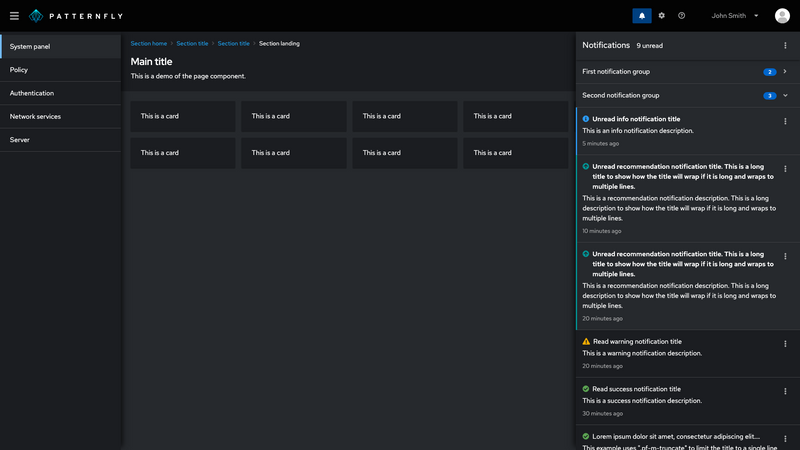 PATTERNFLY
John Smith
System panel
Policy
Authentication
Network services
Server
Section home
Section title
Section title
Section landing
Main title
This is a demo of the page component.
This is a card
This is a card
This is a card
This is a card
This is a card
This is a card
This is a card
This is a card
Notifications 9 unread
First notification group 2
Second notification group 3
Unread info notification title
This is an info notification description.
5 minutes ago
Unread recommendation notification title. This is a long
title to show how the title will wrap if it is long and wraps to
multiple lines.
This is a recommendation notification description. This is a long
description to show how the title will wrap if it is long and wraps to
multiple lines.
10 minutes ago
Unread recommendation notification title. This is a long
title to show how the title will wrap if it is long and wraps to
multiple lines.
This is a recommendation notification description. This is a long
description to show how the title will wrap if it is long and wraps to
multiple lines.
20 minutes ago
Read warning notification title
This is a warning notification description.
20 minutes ago
Read success notification title
This is a success notification description.
30 minutes ago
Lorem ipsum dolor sit amet, consectetur adipiscing elit....
This example uses ".pf-m-truncate" to limit the title to a single line